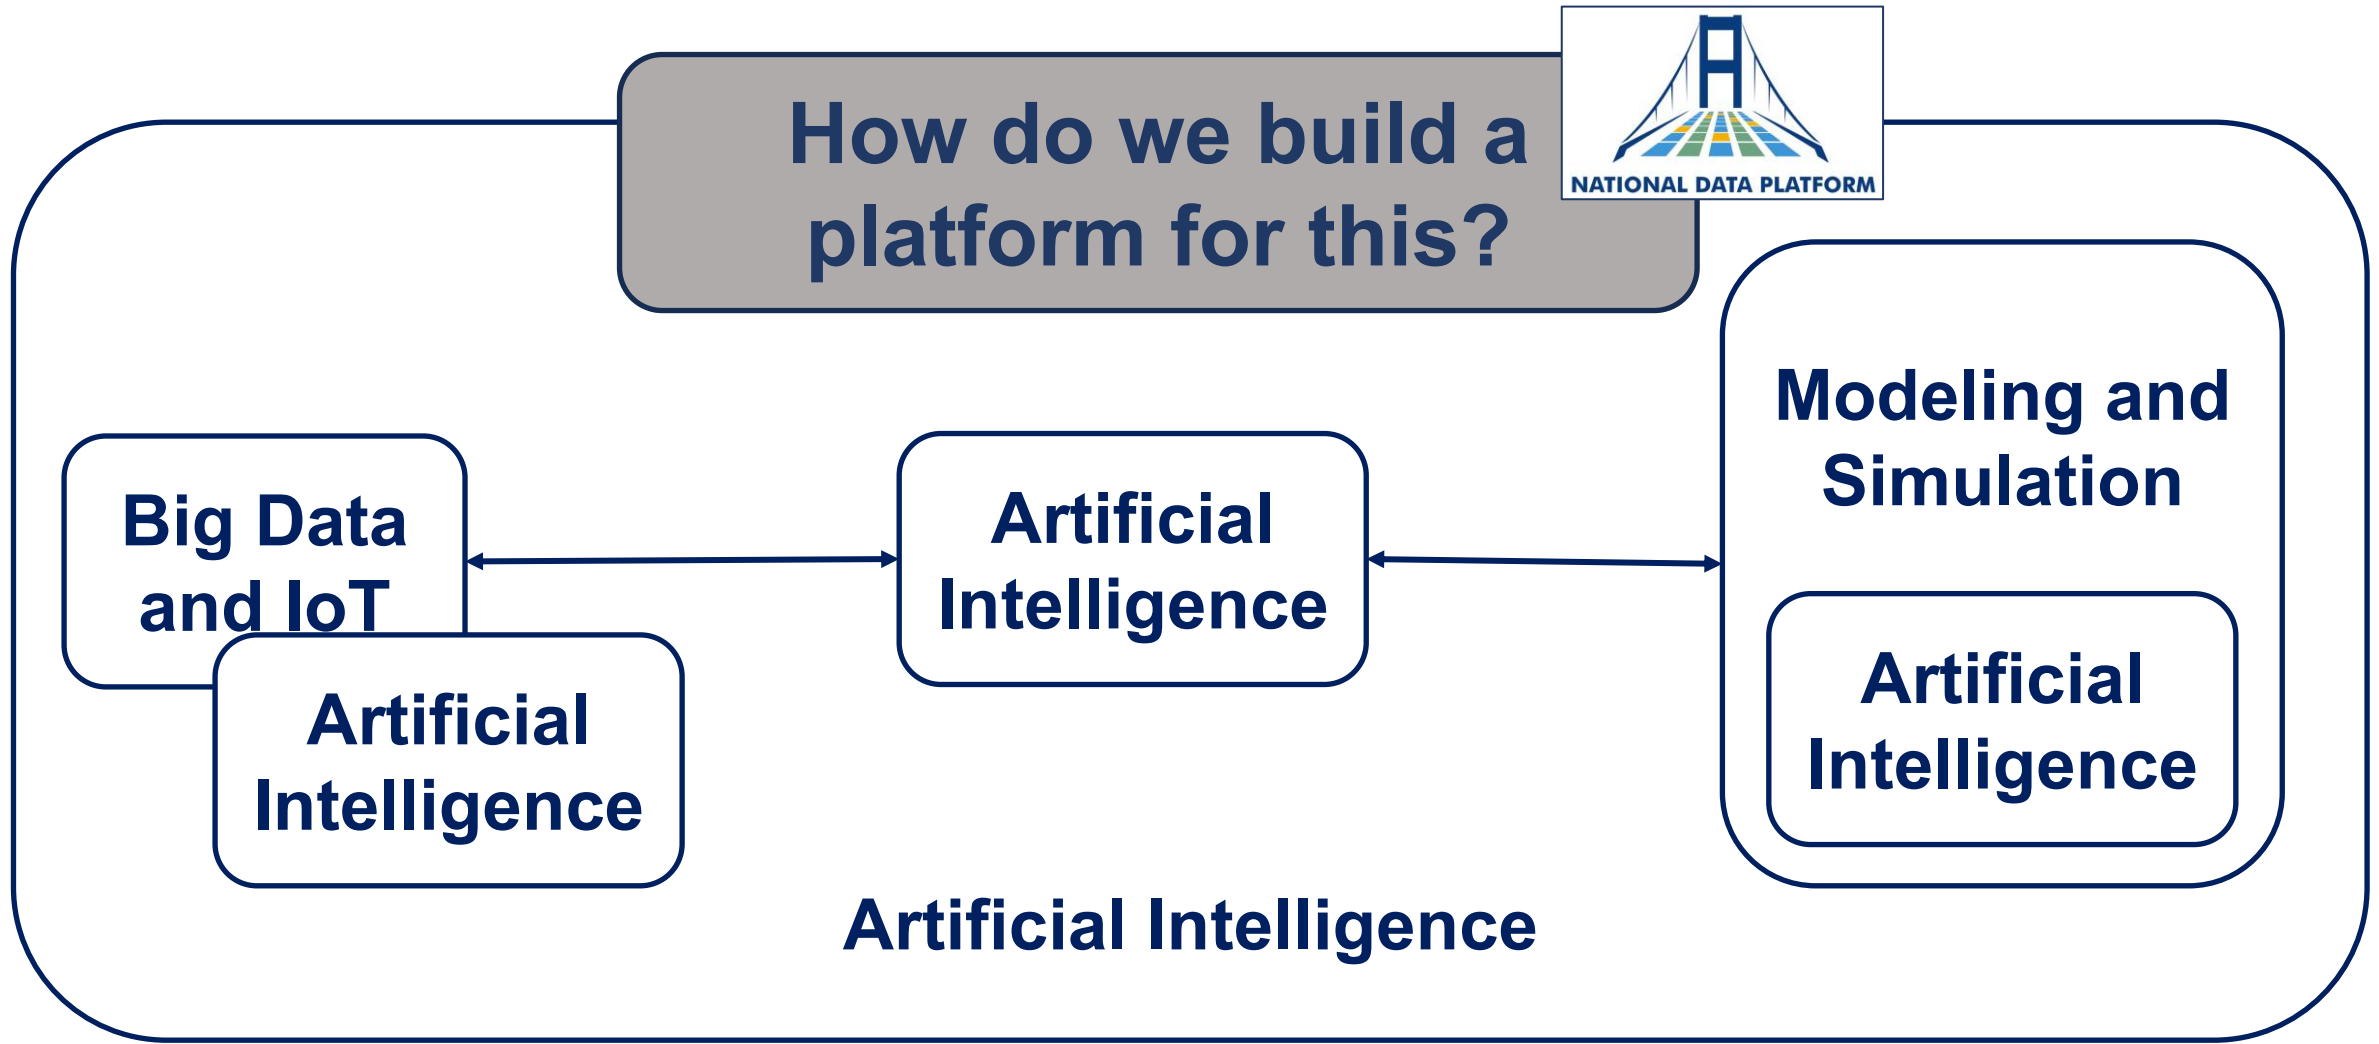 How do we build a
platform for this?
NATIONAL DATA PLATFORM
Big Data
and IoT
Artificial
Intelligence
Artificial
Intelligence
Modeling and
Simulation
Artificial
Intelligence
Artificial Intelligence